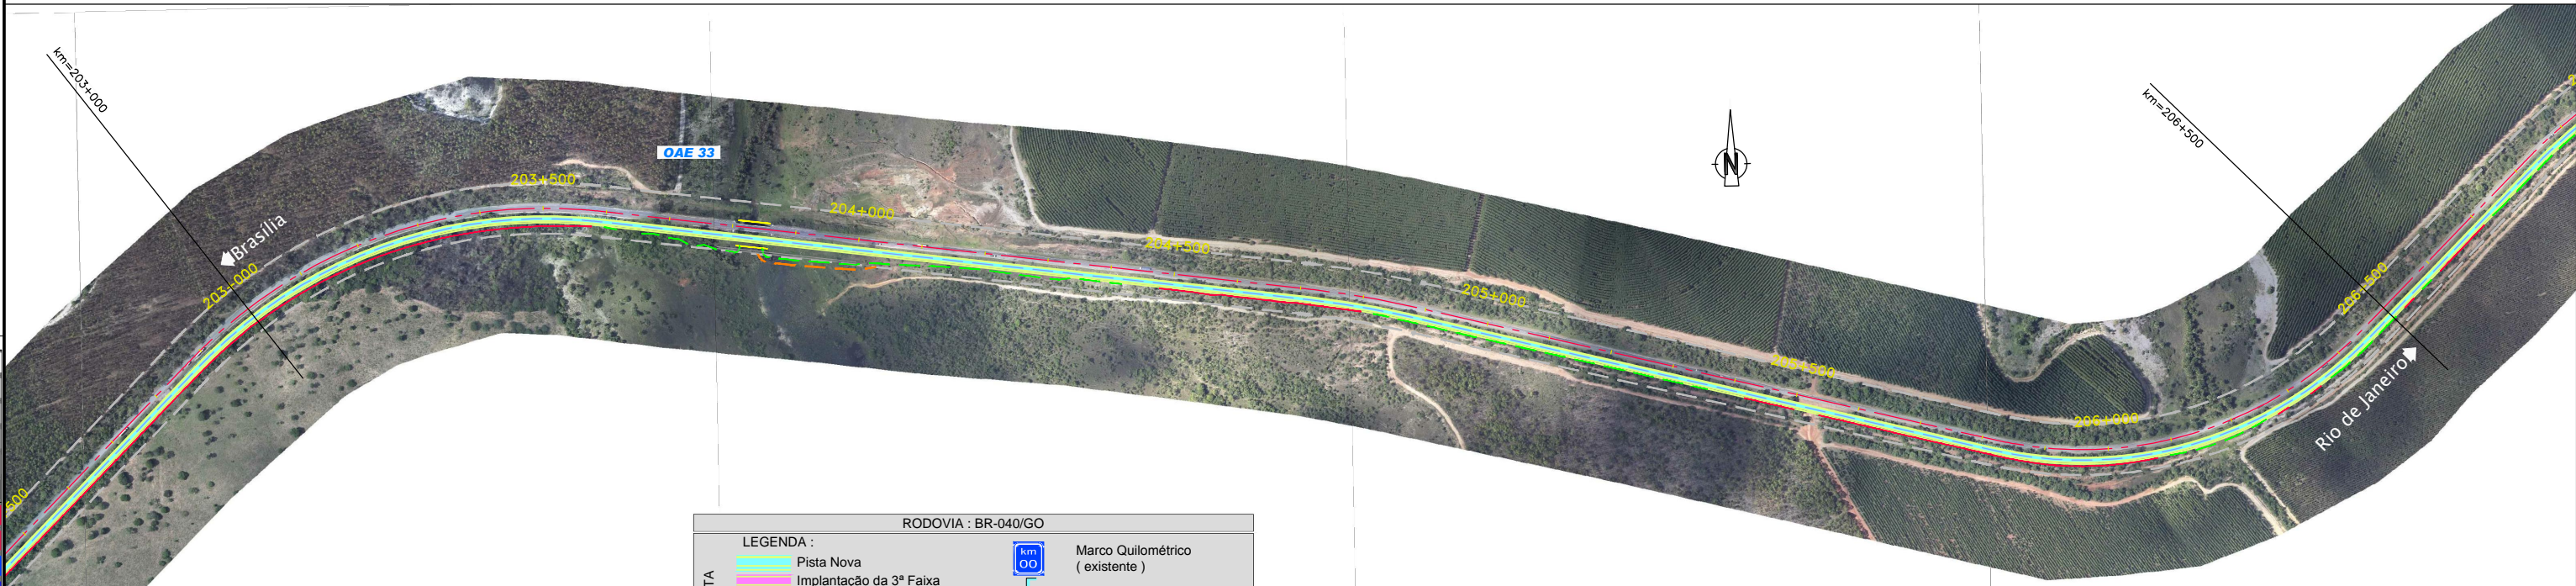 km=203+000
OAE 33
203+500
204+000
Brasília
203+000
204+500
205+000
N
km=206+500
205+500
206+500
206+000
Rio de Janeiro
500
RODOVIA : BR-040/GO
LEGENDA :
Pista Nova
Implantação da 3ª Faixa
km
00
Marco Quilométrico
( existente )
TA